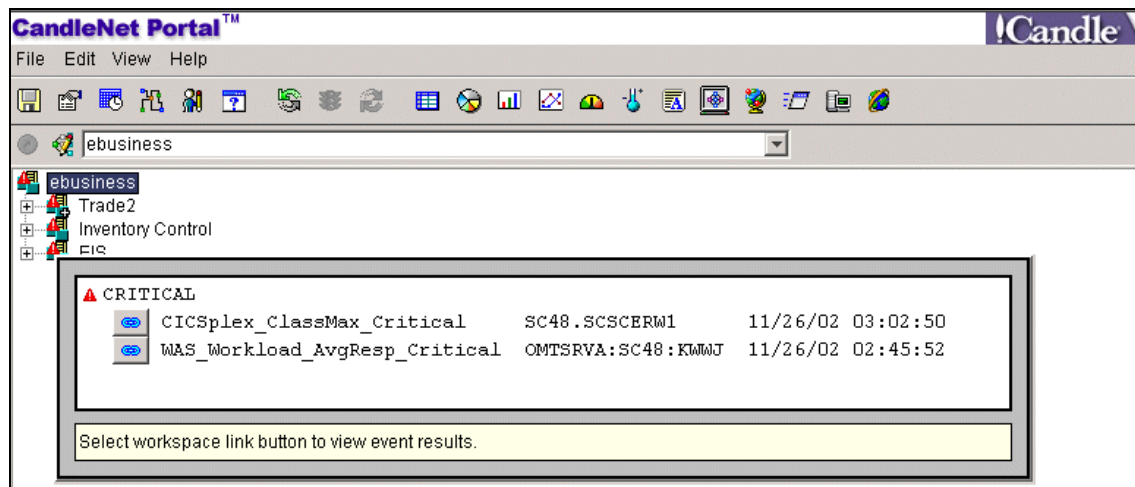 CandleNet Portal™
!Candle
File Edit View Help
ebusiness
ebusiness
Trade2
Inventory Control
EIS
CRITICAL
CICSplex_ClassMax_Critical SC48.SCSCERW1 11/26/02 03:02:50
WAS_Workload_AvgResp_Critical OMTSRVA:SC48:KWWJ 11/26/02 02:45:52
Select workspace link button to view event results.